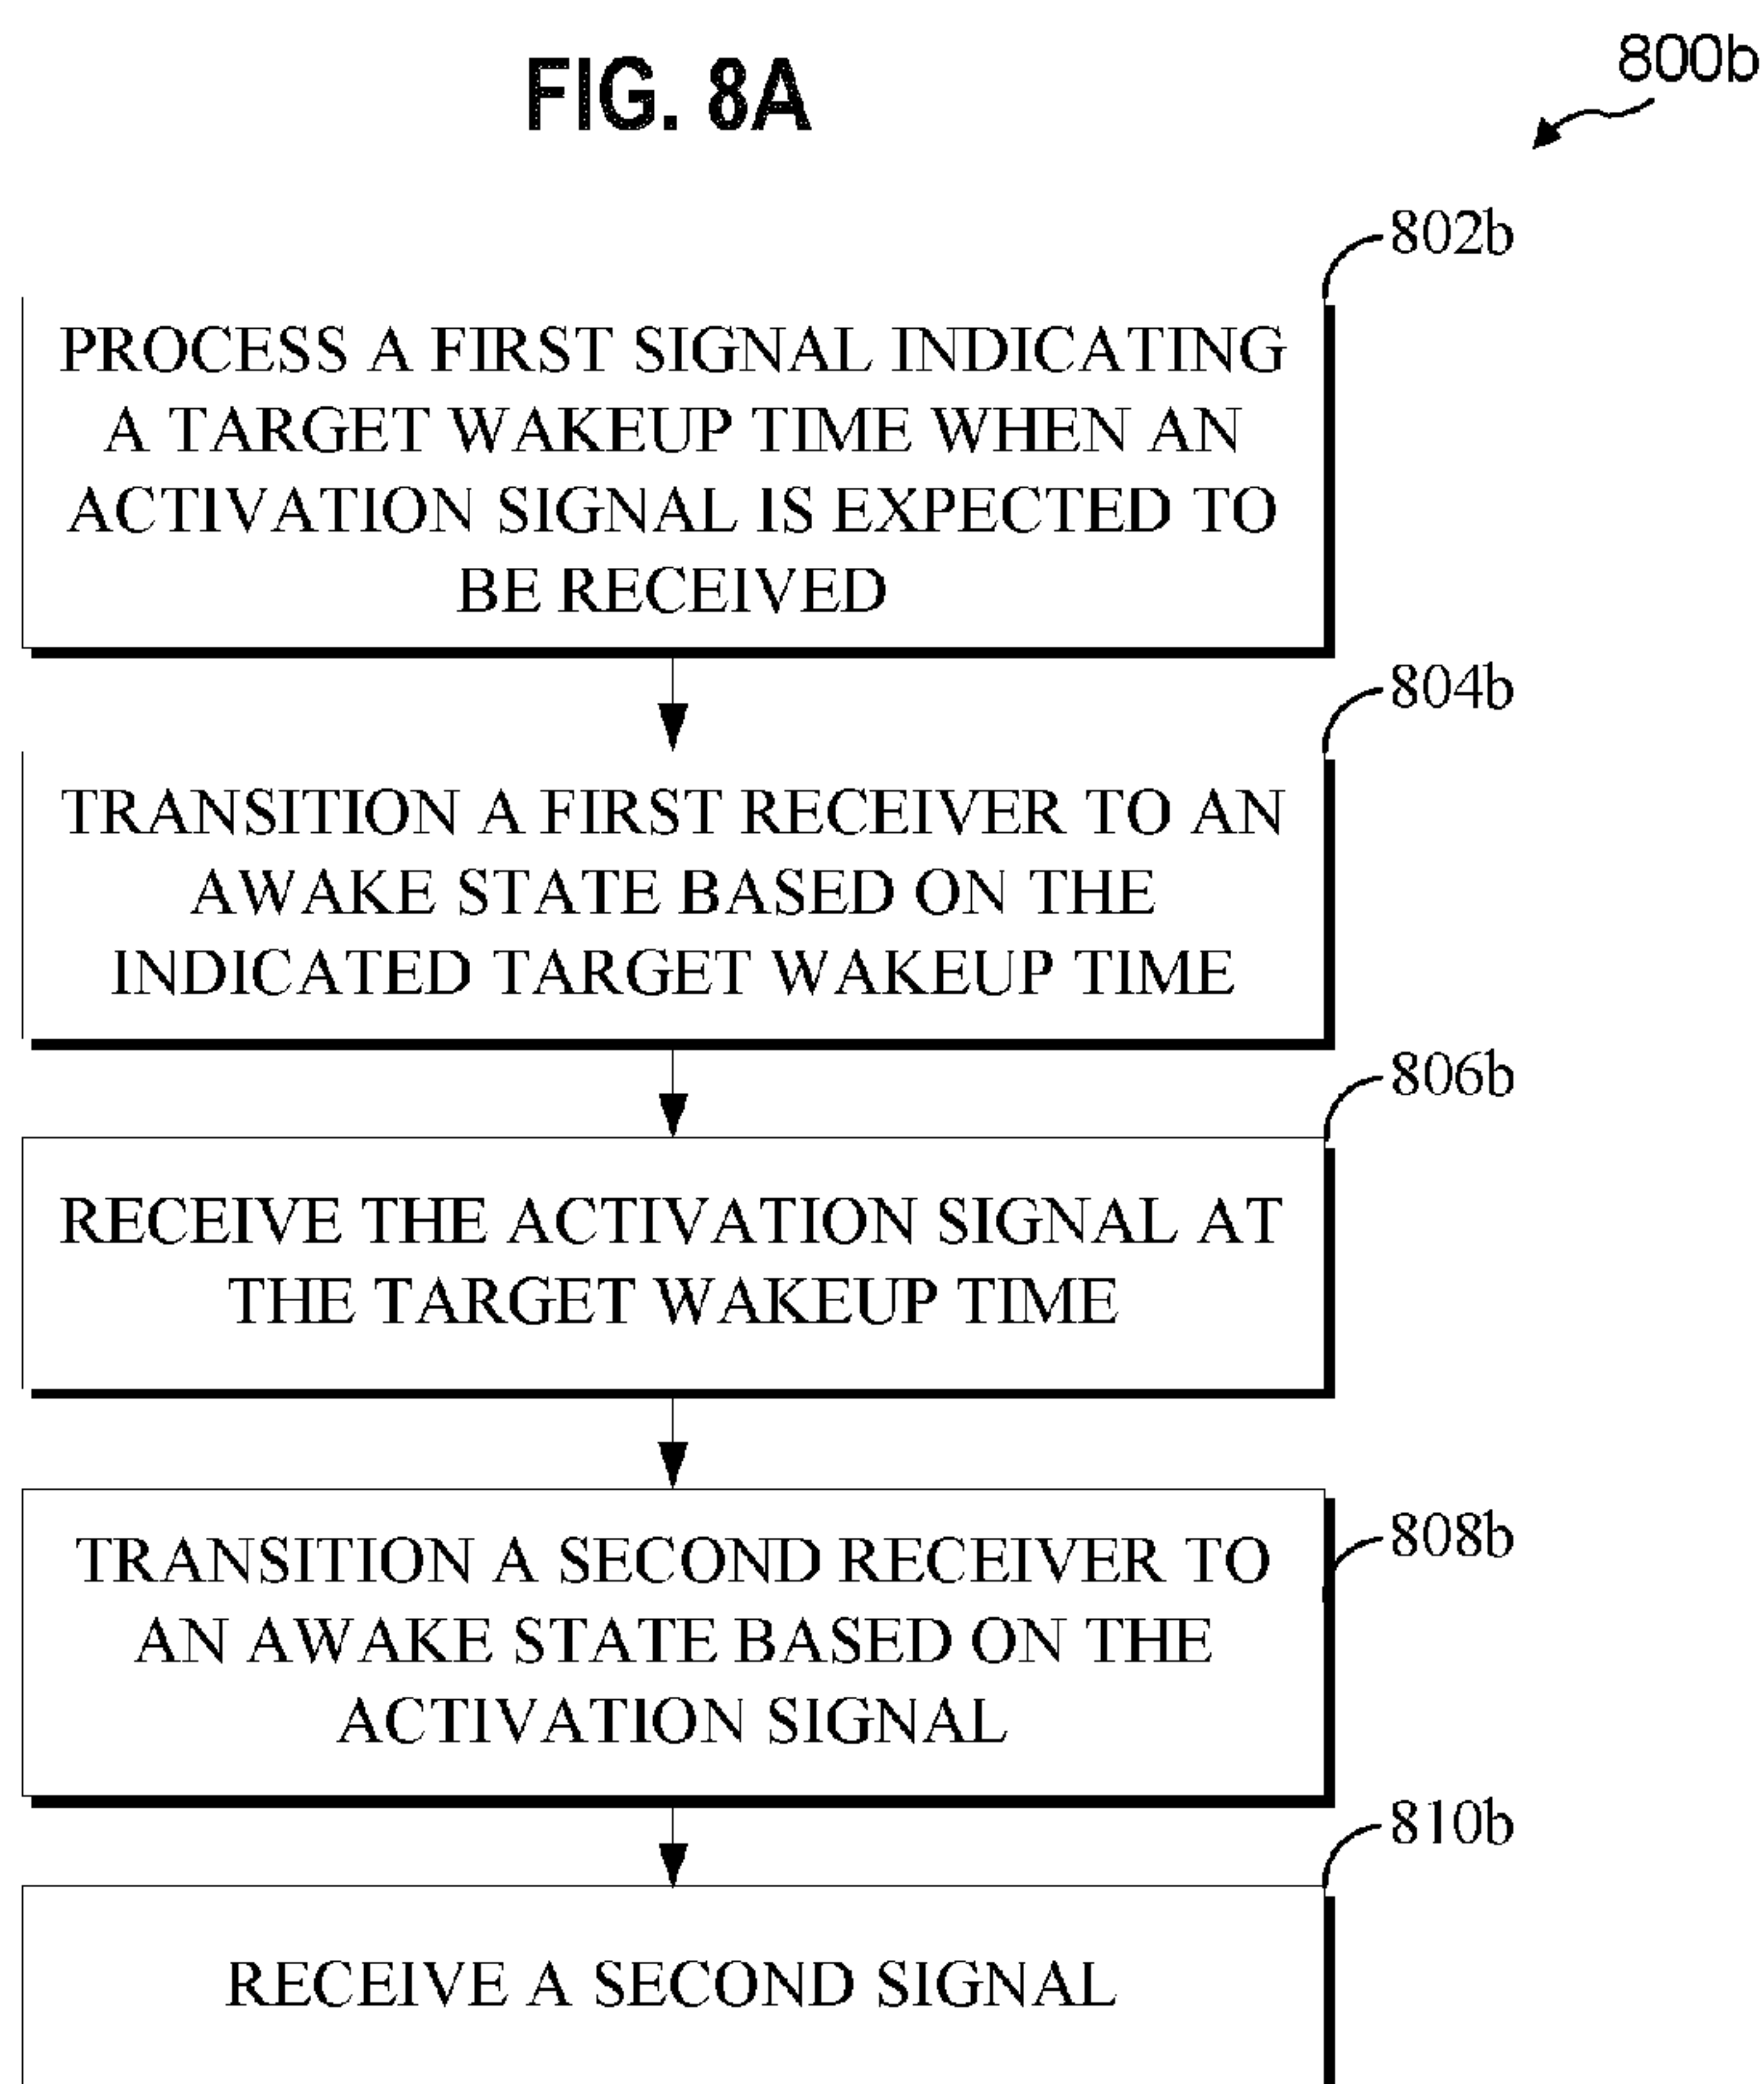 FIG. 8A
800b
802b
PROCESS A FIRST SIGNAL INDICATING
A TARGET WAKEUP TIME WHEN AN
ACTIVATION SIGNAL IS EXPECTED TO
BE RECEIVED
804b
TRANSITION A FIRST RECEIVER TO AN
AWAKE STATE BASED ON THE
INDICATED TARGET WAKEUP TIME
806b
RECEIVE THE ACTIVATION SIGNAL AT
THE TARGET WAKEUP TIME
808b
TRANSITION A SECOND RECEIVER TO
AN AWAKE STATE BASED ON THE
ACTIVATION SIGNAL
810b
RECEIVE A SECOND SIGNAL